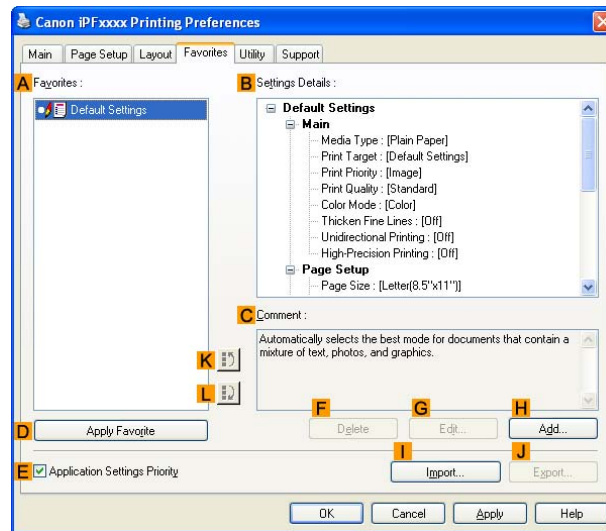 Canon iPFxxxx Printing Preferences
Main Page Setup Layout Favorites Utility Support
A Favorites :
Default Settings
B Settings Details :
Default Settings
Main
Media Type : [Plain Paper]
Print Target : [Default Settings]
Print Priority : [Image]
Print Quality : [Standard]
Color Mode : [Color]
Thicken Fine Lines : [Off]
Unidirectional Printing : [Off]
High-Precision Printing : [Off]
Page Setup
Page Size : [Letter(8.5"x11")]
C Comment :
Automatically selects the best mode for documents that contain a
mixture of text, photos, and graphics.
K
L
F G H
D Apply Favorite Delete Edit... Add...
I J
E Application Settings Priority Import... Export...
OK Cancel Apply Help